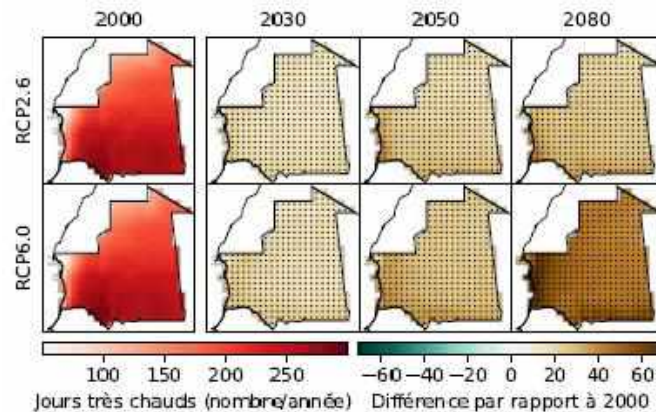 2000 2030 2050 2080
RCP2.6
RCP6.0
100 150 200 250 −60 −40 −20 0 20 40 60
Jours très chauds (nombre/année) Différence par rapport à 2000